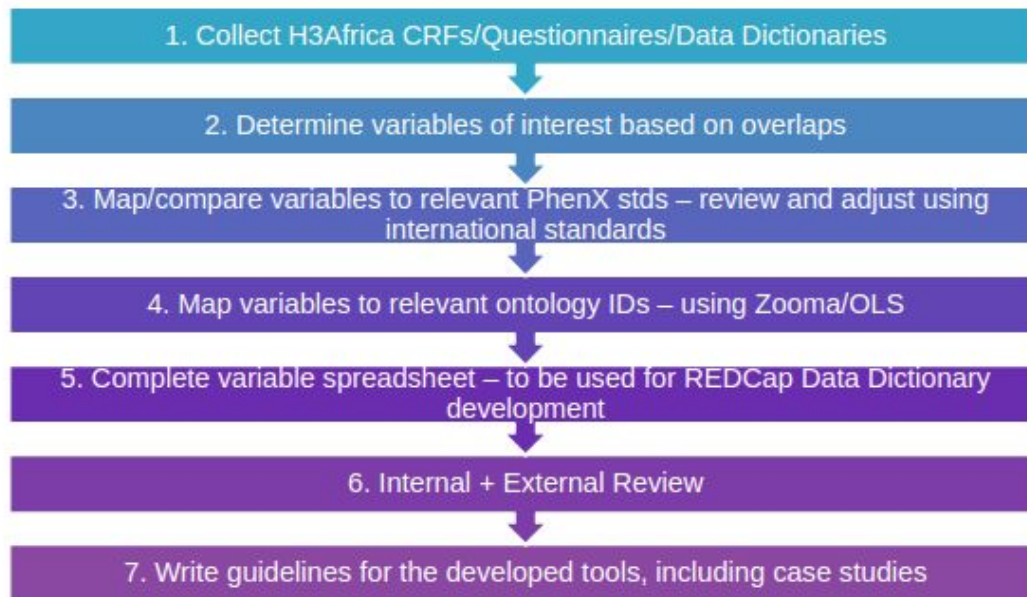 1. Collect H3Africa CRFs/Questionnaires/Data Dictionaries
2. Determine variables of interest based on overlaps
3. Map/compare variables to relevant PhenX stds – review and adjust using
international standards
4. Map variables to relevant ontology IDs – using Zooma/OLS
5. Complete variable spreadsheet – to be used for REDCap Data Dictionary
development
6. Internal + External Review
7. Write guidelines for the developed tools, including case studies